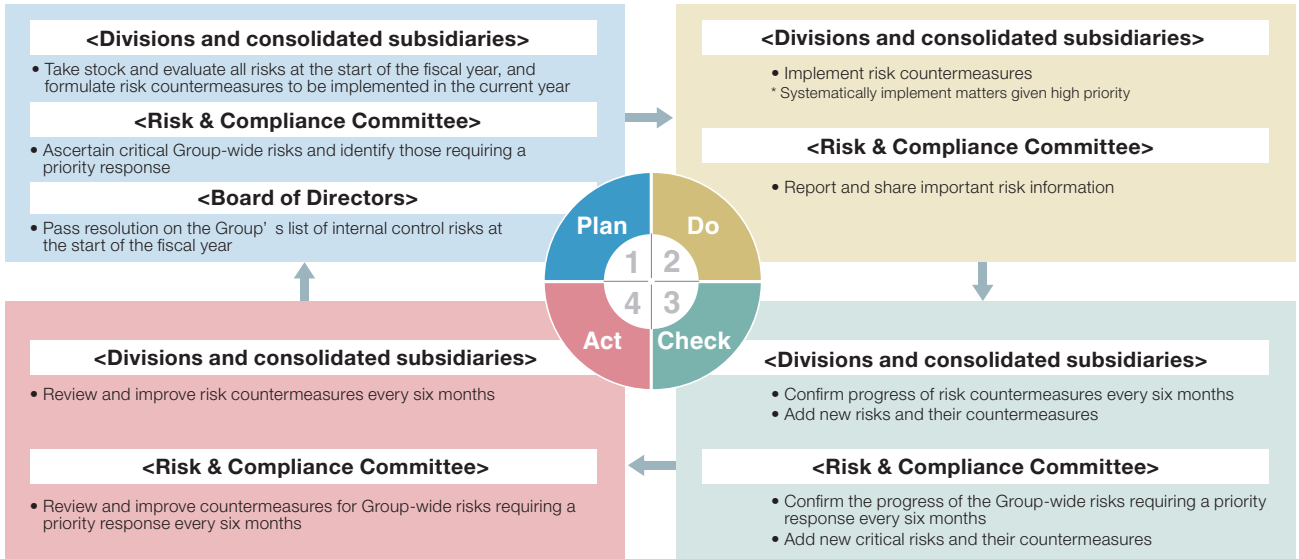 <Divisions and consolidated subsidiaries>
• Take stock and evaluate all risks at the start of the fiscal year, and
formulate risk countermeasures to be implemented in the current year
<Risk & Compliance Committee>
• Ascertain critical Group-wide risks and identify those requiring a
priority response
<Board of Directors>
• Pass resolution on the Group’ s list of internal control risks at
the start of the fiscal year
<Divisions and consolidated subsidiaries>
• Implement risk countermeasures
* Systematically implement matters given high priority
<Risk & Compliance Committee>
• Report and share important risk information
Plan
Do
1
2
4
3
Act
Check
<Divisions and consolidated subsidiaries>
• Review and improve risk countermeasures every six months
<Risk & Compliance Committee>
• Review and improve countermeasures for Group-wide risks requiring a
priority response every six months
<Divisions and consolidated subsidiaries>
• Confirm progress of risk countermeasures every six months
• Add new risks and their countermeasures
<Risk & Compliance Committee>
• Confirm the progress of the Group-wide risks requiring a priority
response every six months
• Add new critical risks and their countermeasures